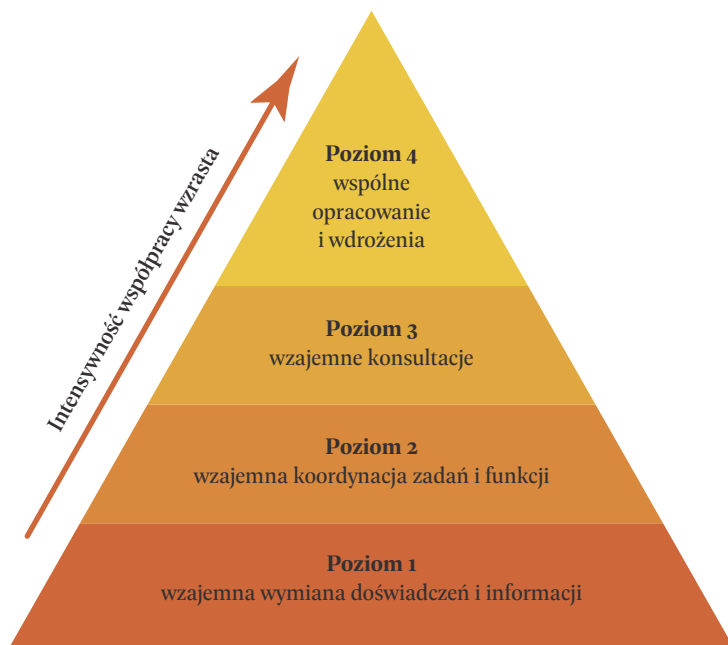 Intensywność współpracy wzrasta
Poziom 4
wspólne
opracowanie
i wdrożenia
Poziom 3
wzajemne konsultacje
Poziom 2
wzajemna koordynacja zadań i funkcji
Poziom 1
wzajemna wymiana doświadczeń i informacji